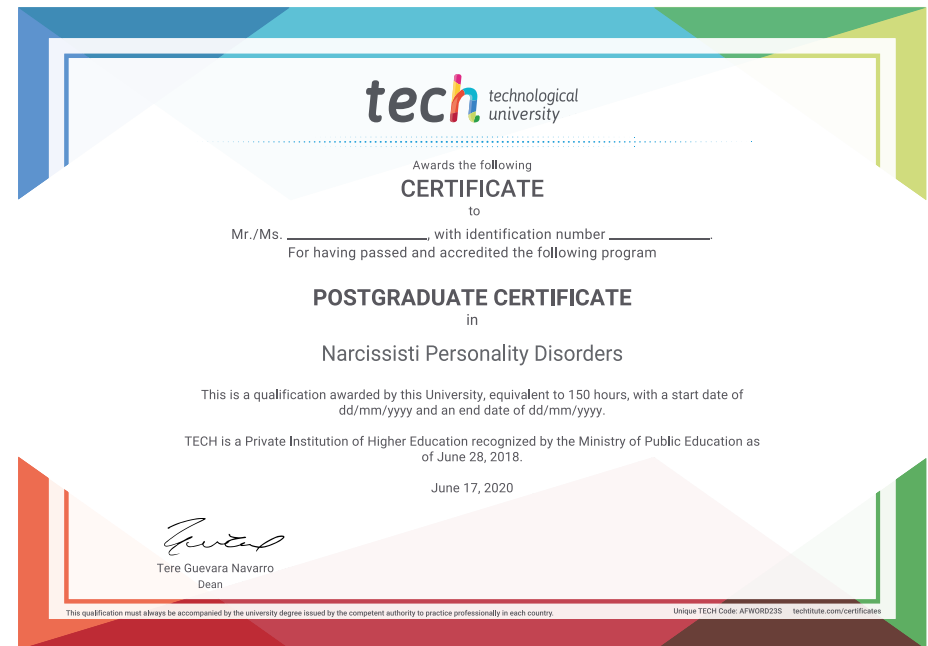 tech technological
university
Awards the following
CERTIFICATE
to
Mr./Ms. ____________________, with identification number ______________.
For having passed and accredited the following program
POSTGRADUATE CERTIFICATE
in
Narcissisti Personality Disorders
This is a qualification awarded by this University, equivalent to 150 hours, with a start date of
dd/mm/yyyy and an end date of dd/mm/yyyy.
TECH is a Private Institution of Higher Education recognized by the Ministry of Public Education as
of June 28, 2018.
June 17, 2020
Tere Guevara Navarro
Dean
This qualification must always be accompanied by the university degree issued by the competent authority to practice professionally in each country.
Unique TECH Code: AFWORD23S techtitute.com/certificates